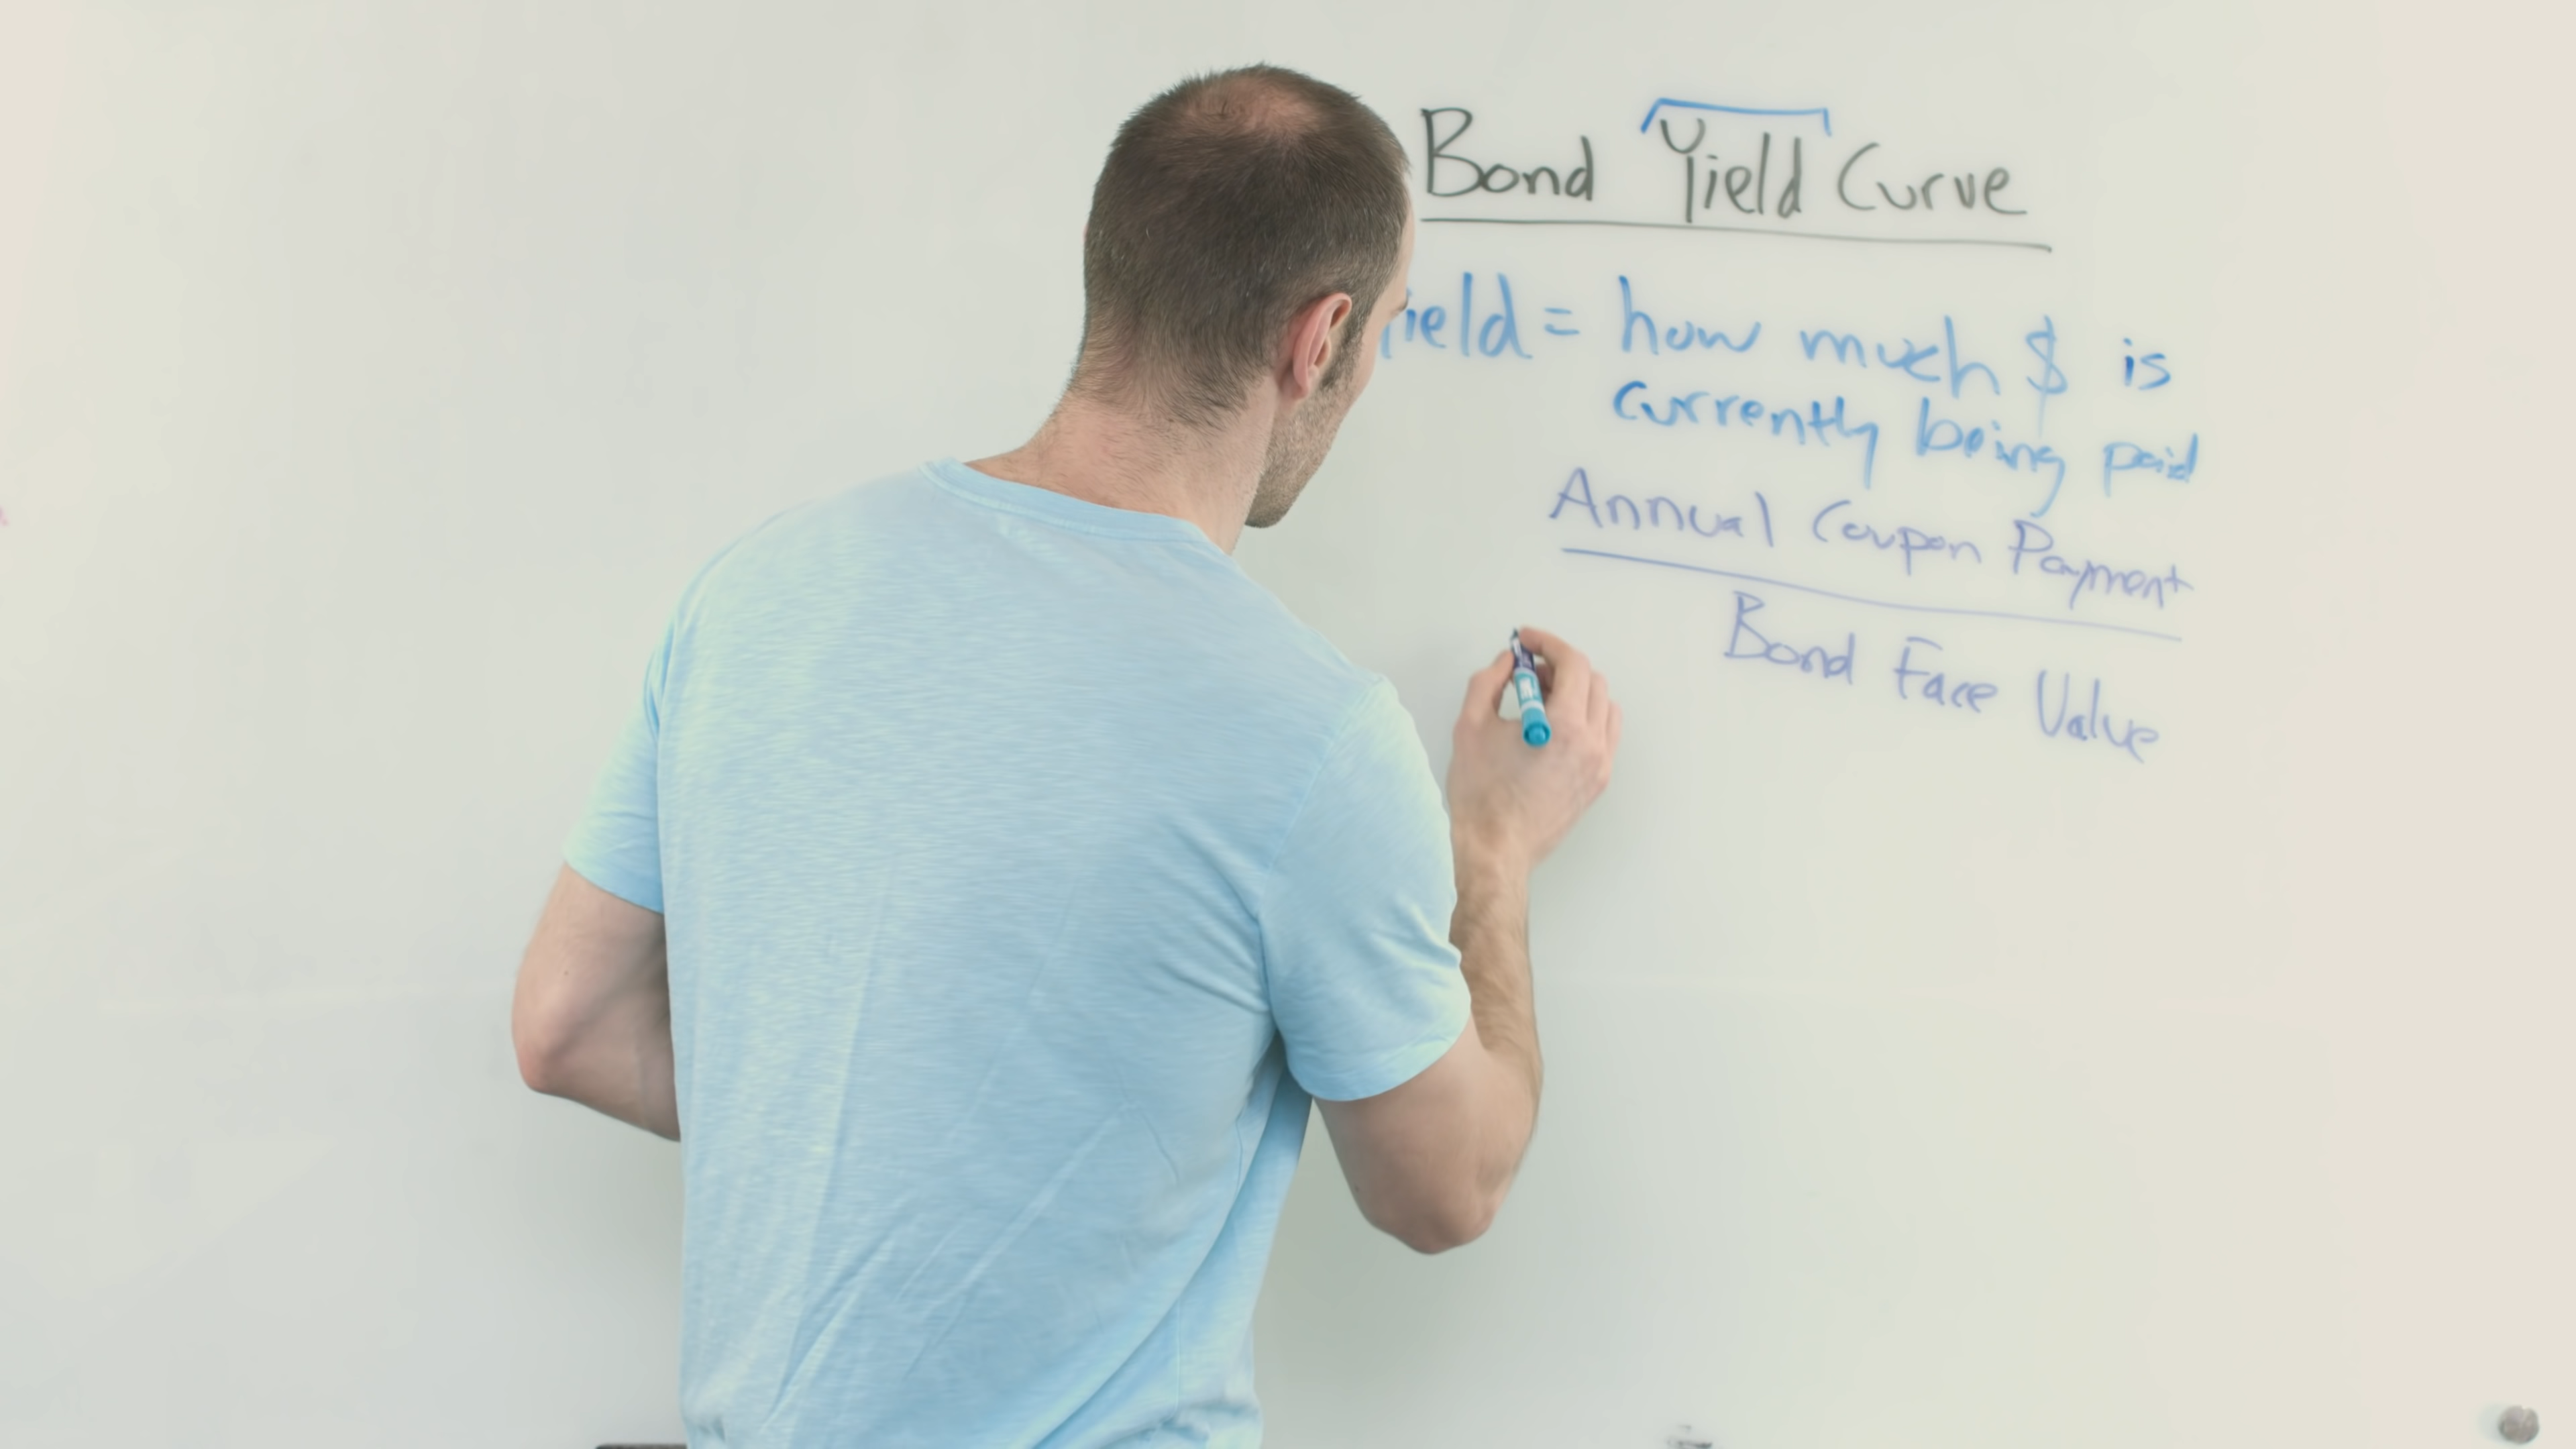 Bond Yield Curve
ield = how much $ is
currently being paid
Annual Coupon Payment
Bond Face Value